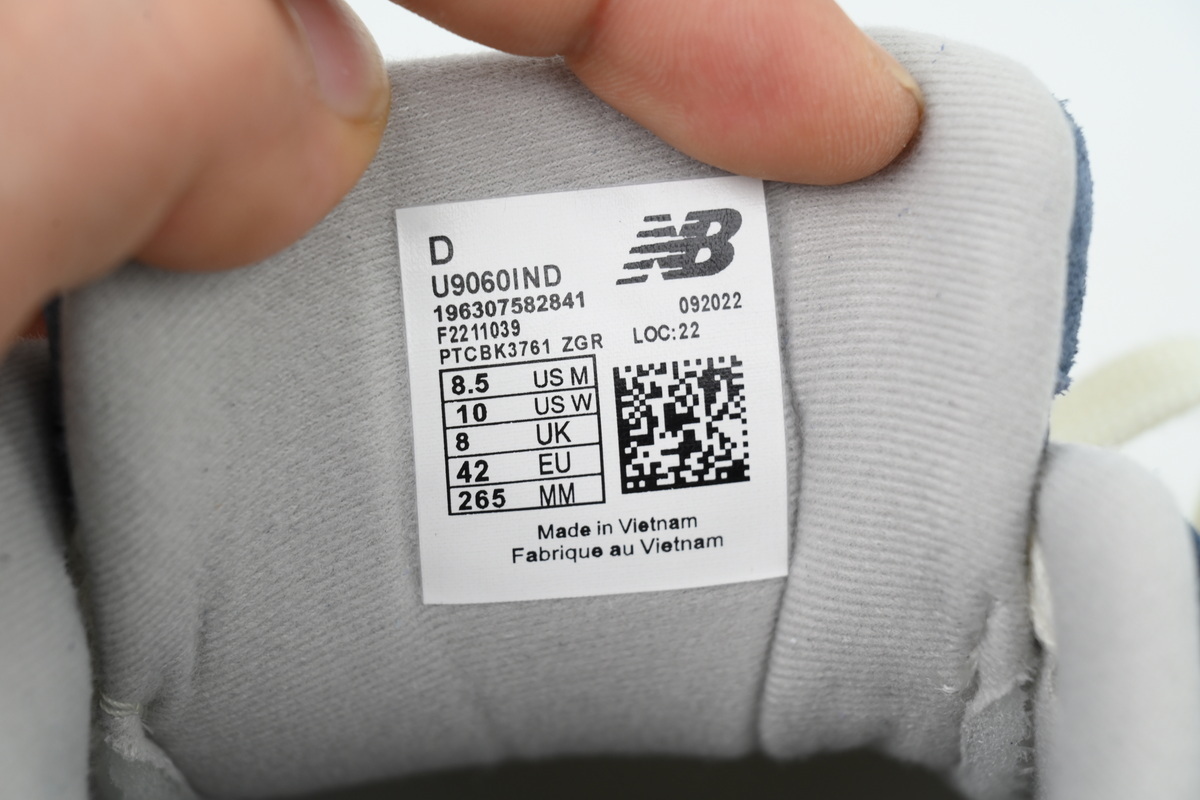 D
NB
U9060IND
196307582841
092022
F2211039
LOC:22
PTCBK3761 ZGR
8.5 US M
10 US W
8 UK
42 EU
265 MM
Made in Vietnam
Fabrique au Vietnam